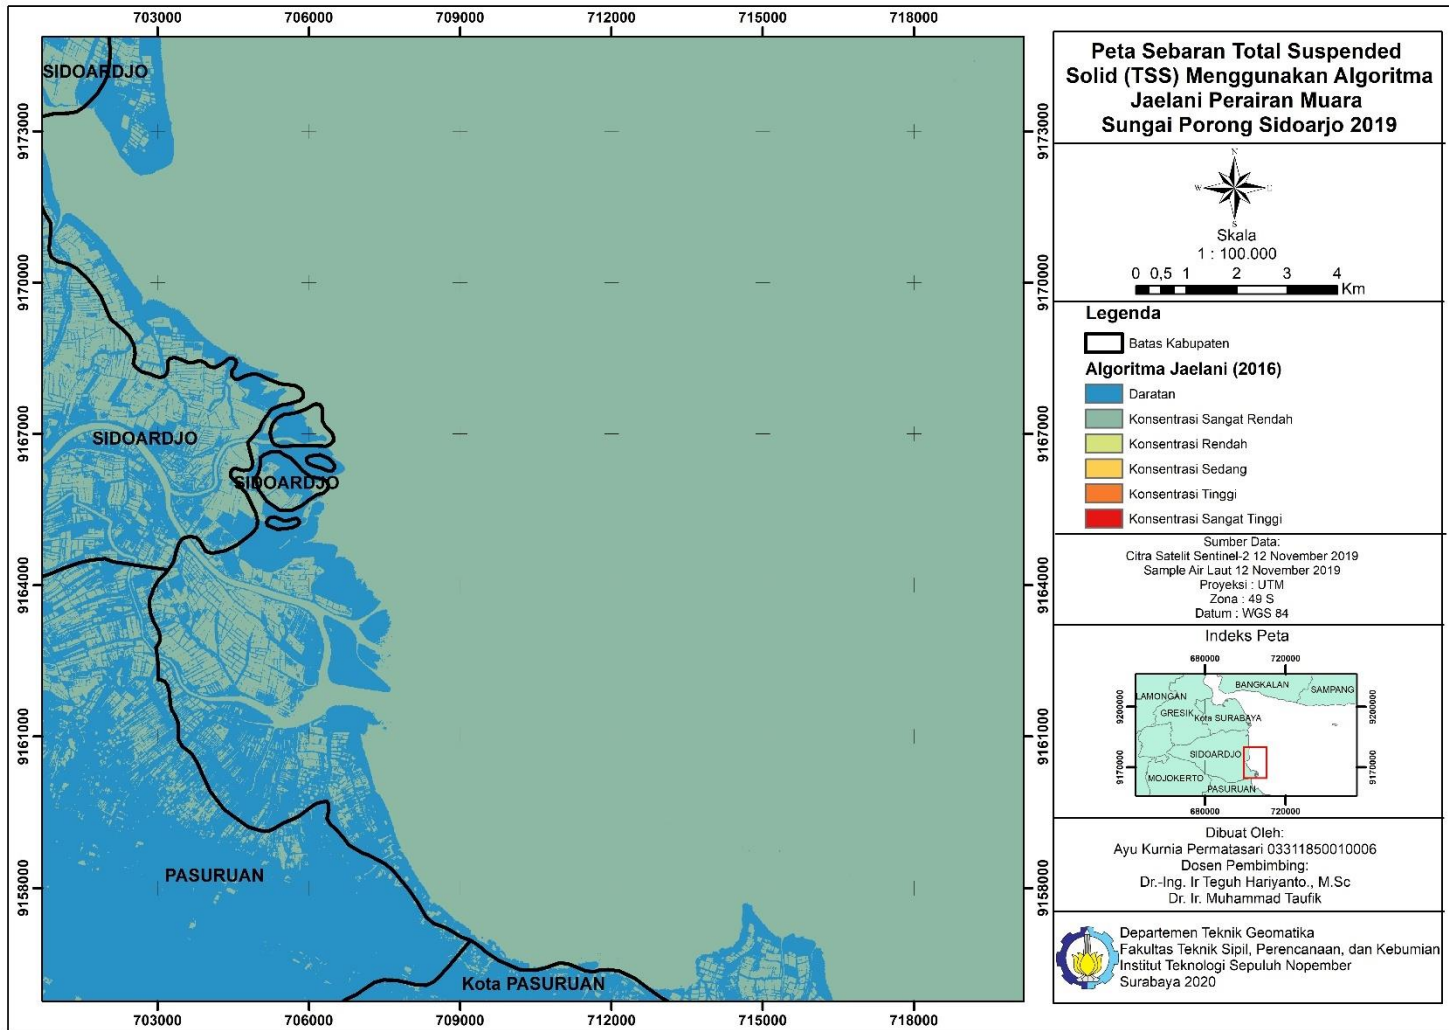 703000 706000 709000 712000 715000 718000
SIDOARDJO
SIDOARDJO
SIDOARDJO
PASURUAN
Kota PASURUAN
9173000 9173000
9170000 9170000
9167000 9167000
9164000 9164000
9161000 9161000
9158000 9158000
703000 706000 709000 712000 715000 718000
Peta Sebaran Total Suspended
Solid (TSS) Menggunakan Algoritma
Jaelani Perairan Muara
Sungai Porong Sidoarjo 2019
N
W U
S
Skala
1 : 100.000
0 0,5 1 2 3 4
Km
Legenda
Batas Kabupaten
Algoritma Jaelani (2016)
Daratan
Konsentrasi Sangat Rendah
Konsentrasi Rendah
Konsentrasi Sedang
Konsentrasi Tinggi
Konsentrasi Sangat Tinggi
Sumber Data:
Citra Satelit Sentinel-2 12 November 2019
Sample Air Laut 12 November 2019
Proyeksi : UTM
Zona : 49 S
Datum : WGS 84
Indeks Peta
680000 720000
BANGKALAN
SAMPANG
LAMONGAN
GRESIK
Kota SURABAYA
SIDOARDJO
MOJOKERTO
PASURUAN
9200000 9200000
9170000 9170000
680000 720000
Dibuat Oleh:
Ayu Kurnia Permatasari 03311850010006
Dosen Pembimbing:
Dr.-Ing. Ir Teguh Hariyanto., M.Sc
Dr. Ir. Muhammad Taufik
Departemen Teknik Geomatika
Fakultas Teknik Sipil, Perencanaan, dan Kebumian
Institut Teknologi Sepuluh Nopember
Surabaya 2020